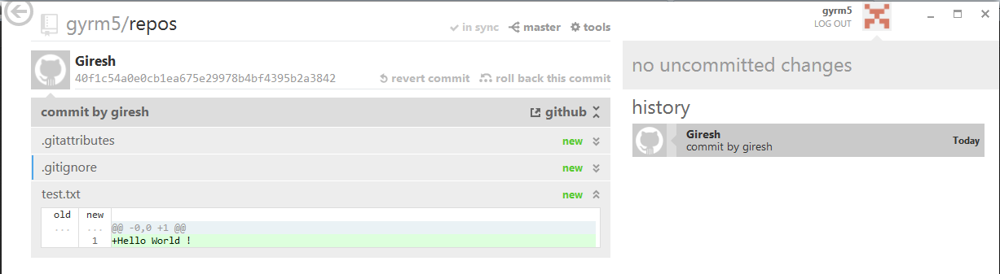 gyrm5/repos
in sync
master
tools
gyrm5
LOG OUT
Giresh
40f1c54a0e0cb1ea675e29978b4bf4395b2a3842
revert commit
roll back this commit
commit by giresh
github
.gitattributes
new
.gitignore
new
test.txt
new
old new
... ... @@ -0,0 +1 @@
1 +Hello World !
no uncommitted changes
history
Giresh
commit by giresh
Today